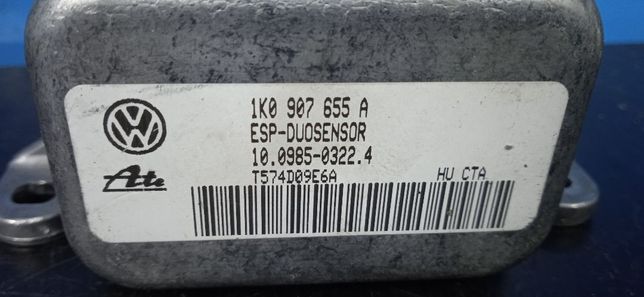 1K0 907 655 A
ESP-DUOSENSOR
10.0985-0322.4
T574D09E6A HU CTA
Ate